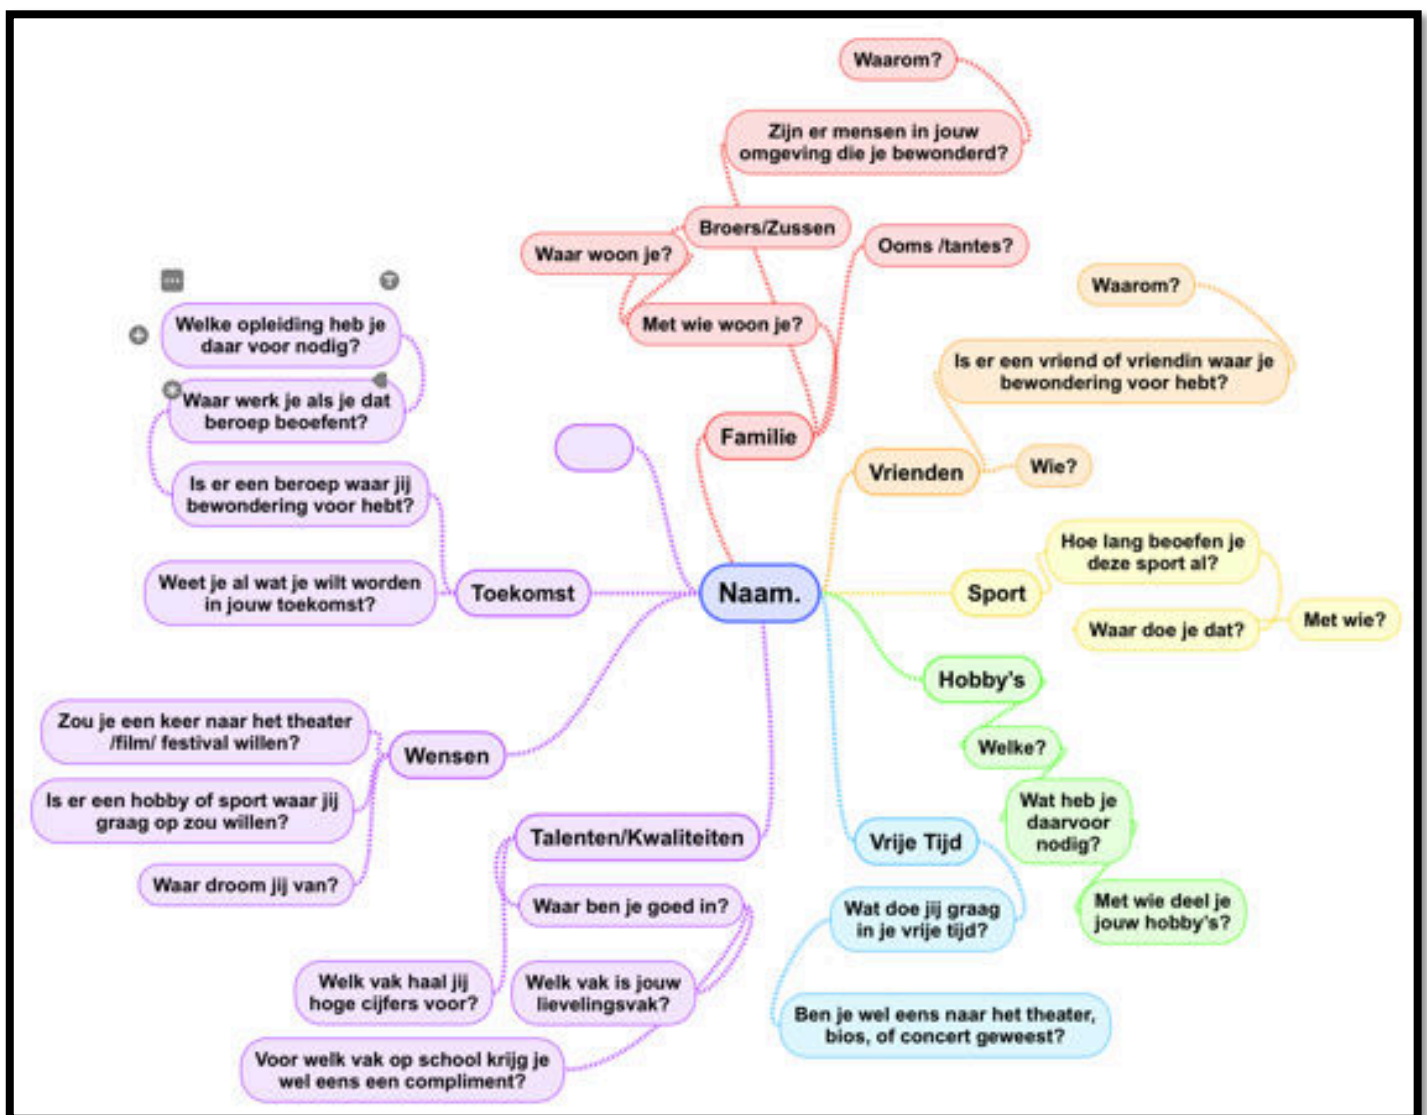 Waarom?
Zijn er mensen in jouw
omgeving die je bewonderd?
Broers/Zussen
Waar woon je?
Ooms /tantes?
Met wie woon je?
Familie
Waarom?
Is er een vriend of vriendin waar je
bewondering voor hebt?
Vrienden
Wie?
Hoe lang beoefen je
deze sport al?
Sport
Waar doe je dat?
Met wie?
Hobby's
Welke?
Wat heb je
daarvoor
nodig?
Met wie deel je
jouw hobby's?
Vrije Tijd
Wat doe jij graag
in je vrije tijd?
Ben je wel eens naar het theater,
bios, of concert geweest?
Naam.
Welke opleiding heb je
daar voor nodig?
Waar werk je als je dat
beroep beoefent?
Is er een beroep waar jij
bewondering voor hebt?
Weet je al wat je wilt worden
in jouw toekomst?
Toekomst
Zou je een keer naar het theater
/film/ festival willen?
Wensen
Is er een hobby of sport waar jij
graag op zou willen?
Waar droom jij van?
Talenten/Kwaliteiten
Waar ben je goed in?
Welk vak haal jij
hoge cijfers voor?
Welk vak is jouw
lievelingsvak?
Voor welk vak op school krijg je
wel eens een compliment?